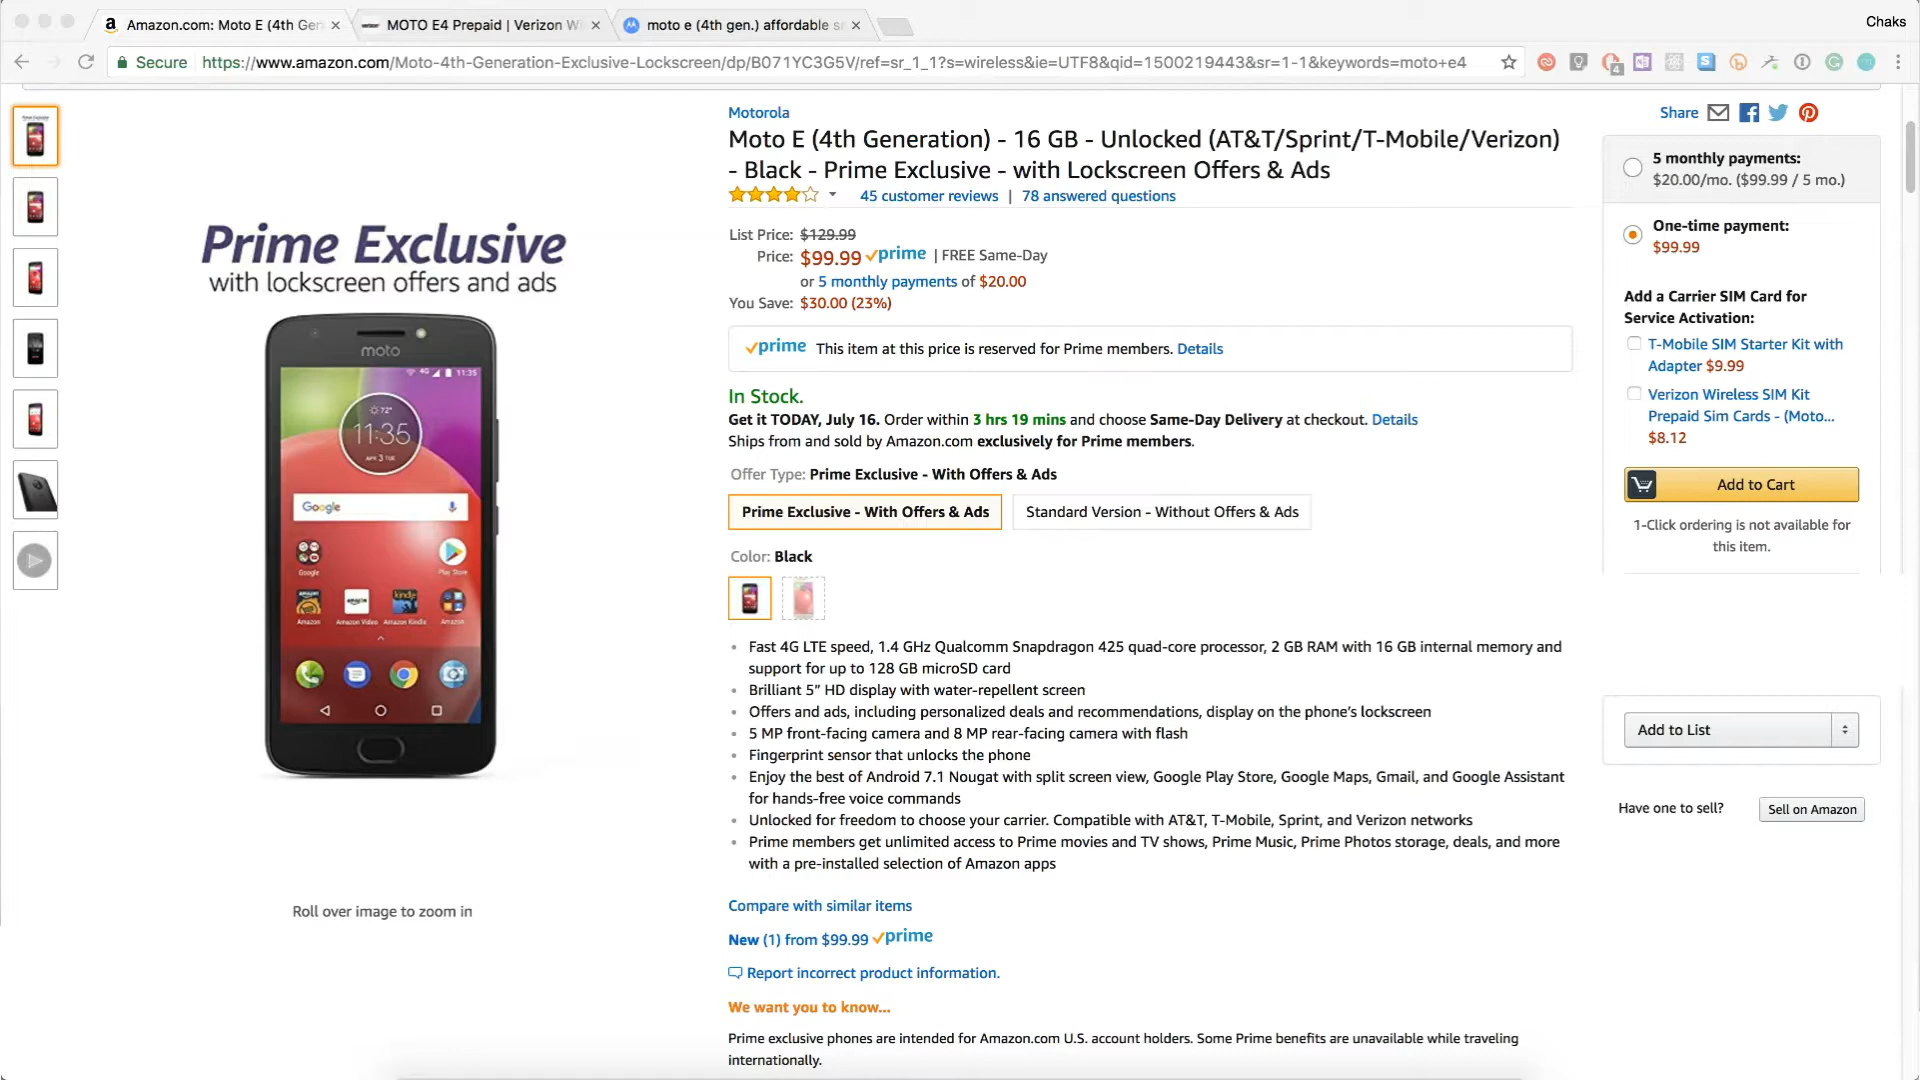 Amazon.com: Moto E (4th Gen
MOTO E4 Prepaid | Verizon Wi
moto e (4th gen.) affordable s
Chaks
Secure
https://www.amazon.com/Moto-4th-Generation-Exclusive-Lockscreen/dp/B071YC3G5V/ref=sr_1_1?s=wireless&ie=UTF8&qid=1500219443&sr=1-1&keywords=moto+e4
4
Prime Exclusive
with lockscreen offers and ads
moto
4G 11:35
72°
11:35
APR 3 TUE
Google
Google
Play Store
Amazon
Amazon Video
Amazon Kindle
Amazon
Roll over image to zoom in
Motorola
Moto E (4th Generation) - 16 GB - Unlocked (AT&T/Sprint/T-Mobile/Verizon)
- Black - Prime Exclusive - with Lockscreen Offers & Ads
45 customer reviews | 78 answered questions
List Price: $129.99
Price: $99.99 prime | FREE Same-Day
or 5 monthly payments of $20.00
You Save: $30.00 (23%)
prime This item at this price is reserved for Prime members. Details
In Stock.
Get it TODAY, July 16. Order within 3 hrs 19 mins and choose Same-Day Delivery at checkout. Details
Ships from and sold by Amazon.com exclusively for Prime members.
Offer Type: Prime Exclusive - With Offers & Ads
Prime Exclusive - With Offers & Ads
Standard Version - Without Offers & Ads
Color: Black
• Fast 4G LTE speed, 1.4 GHz Qualcomm Snapdragon 425 quad-core processor, 2 GB RAM with 16 GB internal memory and
support for up to 128 GB microSD card
• Brilliant 5” HD display with water-repellent screen
• Offers and ads, including personalized deals and recommendations, display on the phone’s lockscreen
• 5 MP front-facing camera and 8 MP rear-facing camera with flash
• Fingerprint sensor that unlocks the phone
• Enjoy the best of Android 7.1 Nougat with split screen view, Google Play Store, Google Maps, Gmail, and Google Assistant
for hands-free voice commands
• Unlocked for freedom to choose your carrier. Compatible with AT&T, T-Mobile, Sprint, and Verizon networks
• Prime members get unlimited access to Prime movies and TV shows, Prime Music, Prime Photos storage, deals, and more
with a pre-installed selection of Amazon apps
Compare with similar items
New (1) from $99.99 prime
Report incorrect product information.
We want you to know...
Prime exclusive phones are intended for Amazon.com U.S. account holders. Some Prime benefits are unavailable while traveling
internationally.
Share
5 monthly payments:
$20.00/mo. ($99.99 / 5 mo.)
One-time payment:
$99.99
Add a Carrier SIM Card for
Service Activation:
T-Mobile SIM Starter Kit with
Adapter $9.99
Verizon Wireless SIM Kit
Prepaid Sim Cards - (Moto...
$8.12
Add to Cart
1-Click ordering is not available for
this item.
Add to List
Have one to sell?
Sell on Amazon